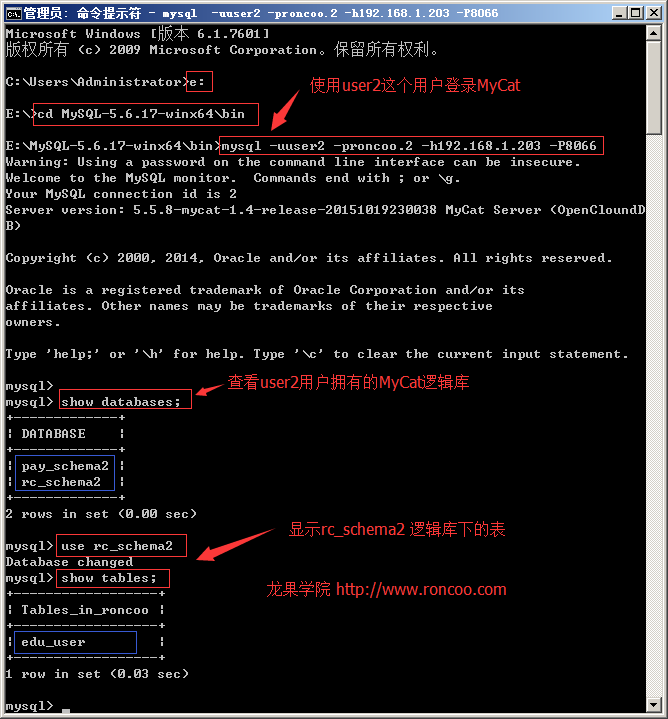 管理员: 命令提示符 - mysql  -uuser2 -proncoo.2 -h192.168.1.203 -P8066
Microsoft Windows [版本 6.1.7601]
版权所有 (c) 2009 Microsoft Corporation。保留所有权利。
C:\Users\Administrator>e:
使用user2这个用户登录MyCat
E:\>cd MySQL-5.6.17-winx64\bin
E:\MySQL-5.6.17-winx64\bin>mysql -uuser2 -proncoo.2 -h192.168.1.203 -P8066
Warning: Using a password on the command line interface can be insecure.
Welcome to the MySQL monitor.  Commands end with ; or \g.
Your MySQL connection id is 2
Server version: 5.5.8-mycat-1.4-release-20151019230038 MyCat Server (OpenCloundD
B)
Copyright (c) 2000, 2014, Oracle and/or its affiliates. All rights reserved.
Oracle is a registered trademark of Oracle Corporation and/or its
affiliates. Other names may be trademarks of their respective
owners.
Type 'help;' or '\h' for help. Type '\c' to clear the current input statement.
mysql>
mysql> show databases;
查看user2用户拥有的MyCat逻辑库
+--------------+
| DATABASE     |
+--------------+
| pay_schema2  |
| rc_schema2   |
+--------------+
2 rows in set (0.00 sec)
mysql> use rc_schema2
显示rc_schema2 逻辑库下的表
Database changed
mysql> show tables;
龙果学院 http://www.roncoo.com
+------------------+
| Tables_in_roncoo |
+------------------+
| edu_user         |
+------------------+
1 row in set (0.03 sec)
mysql> _